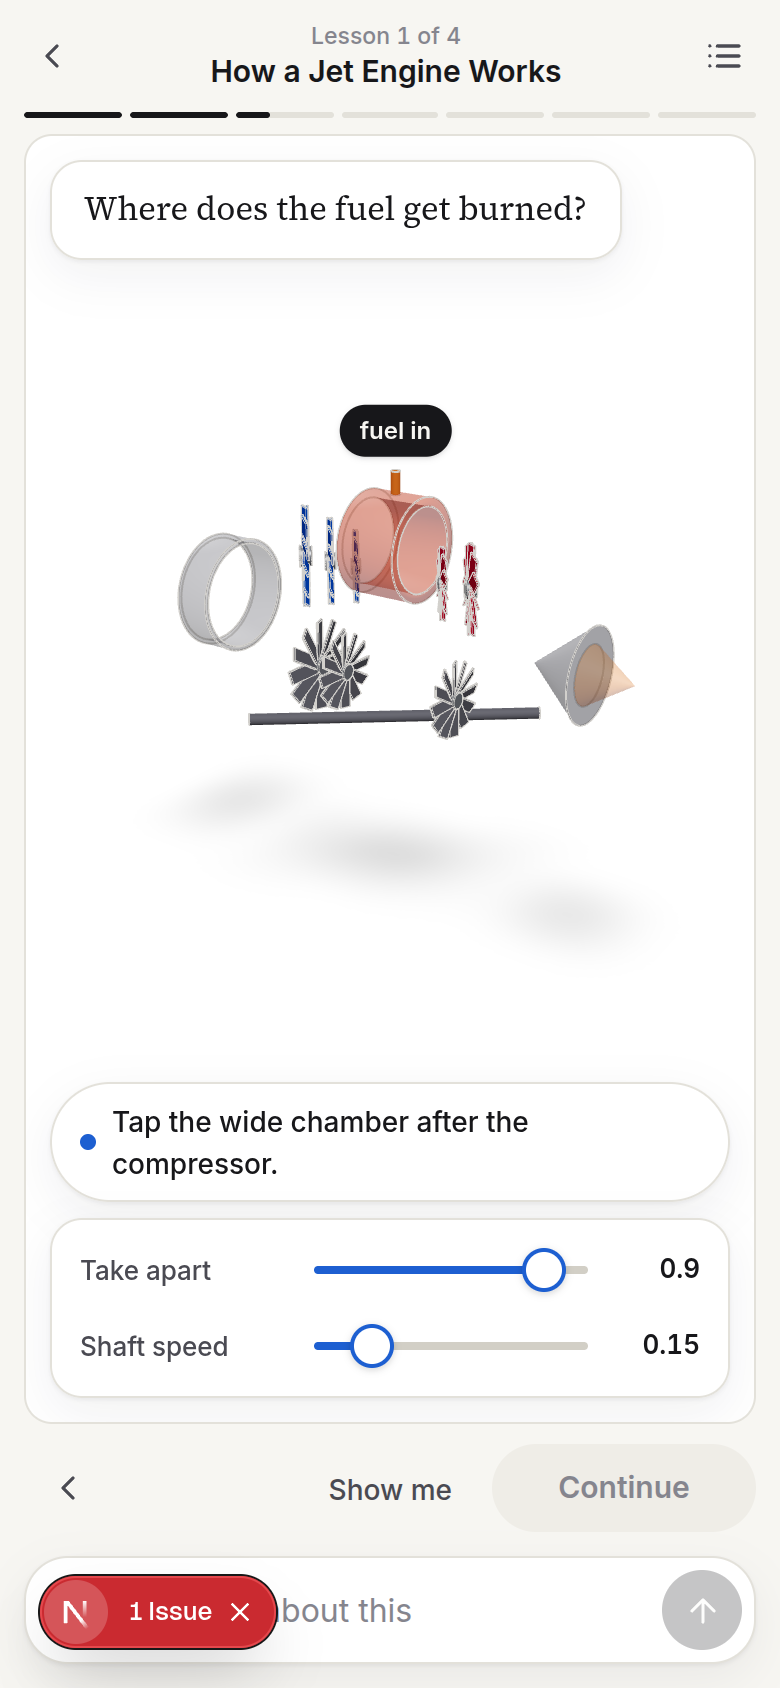 Lesson 1 of 4
How a Jet Engine Works
Where does the fuel get burned?
fuel in
Tap the wide chamber after the
compressor.
Take apart 0.9
Shaft speed 0.15
Show me Continue
N 1 Issue bout this